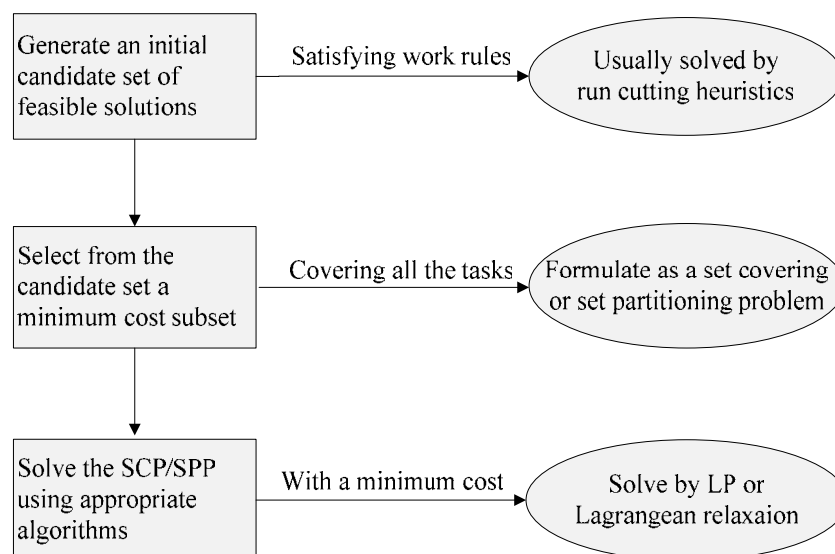 Generate an initial
candidate set of
feasible solutions
Satisfying work rules
Usually solved by
run cutting heuristics
Select from the
candidate set a
minimum cost subset
Covering all the tasks
Formulate as a set covering
or set partitioning problem
Solve the SCP/SPP
using appropriate
algorithms
With a minimum cost
Solve by LP or
Lagrangean relaxaion